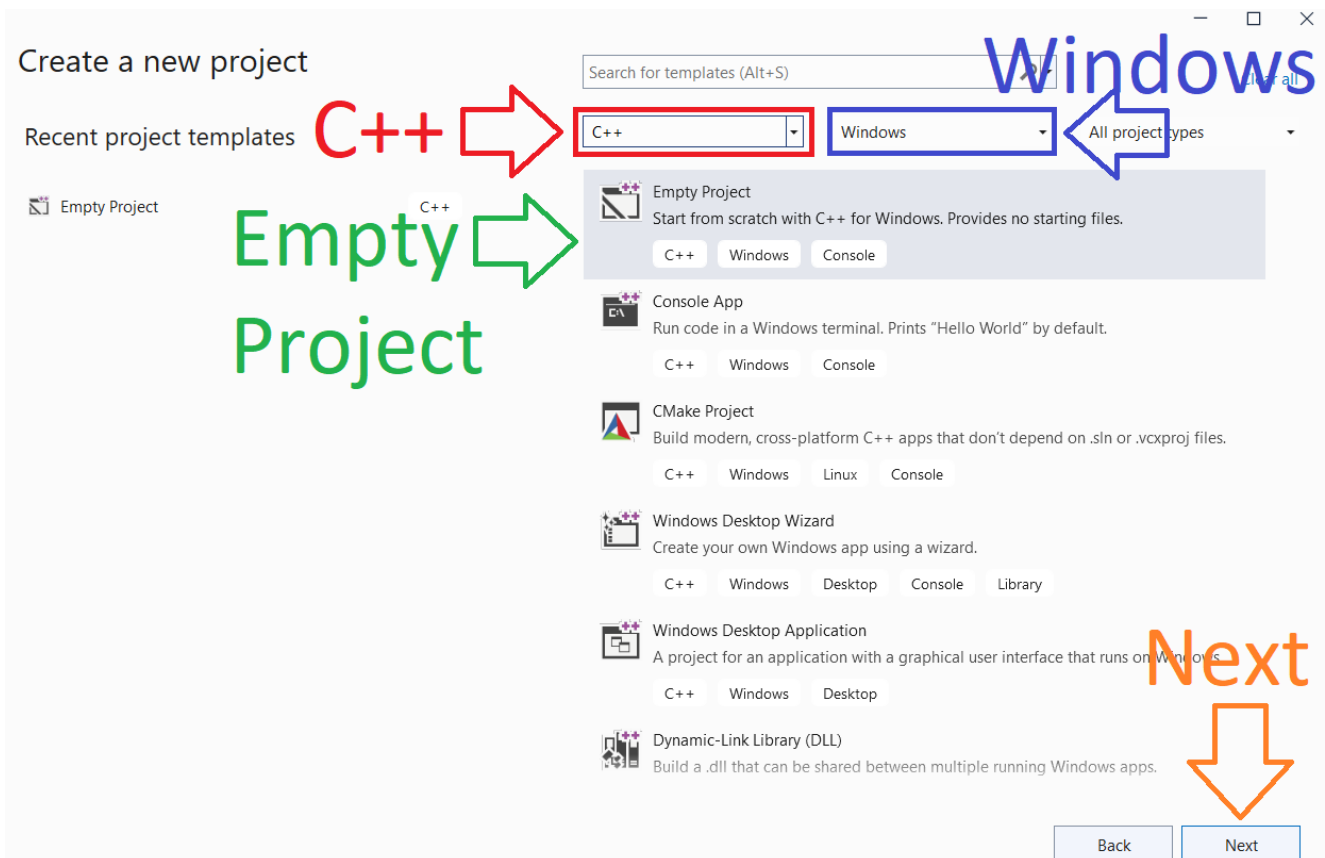 Create a new project
Search for templates (Alt+S)
Windows
Clear all
Recent project templates
C++
C++
Windows
All project types
Empty Project
C++
Empty
Project
Empty Project
Start from scratch with C++ for Windows. Provides no starting files.
C++ Windows Console
Console App
Run code in a Windows terminal. Prints "Hello World" by default.
C++ Windows Console
CMake Project
Build modern, cross-platform C++ apps that don't depend on .sln or .vcxproj files.
C++ Windows Linux Console
Windows Desktop Wizard
Create your own Windows app using a wizard.
C++ Windows Desktop Console Library
Windows Desktop Application
A project for an application with a graphical user interface that runs on Windows.
C++ Windows Desktop
Next
Dynamic-Link Library (DLL)
Build a .dll that can be shared between multiple running Windows apps.
Back
Next